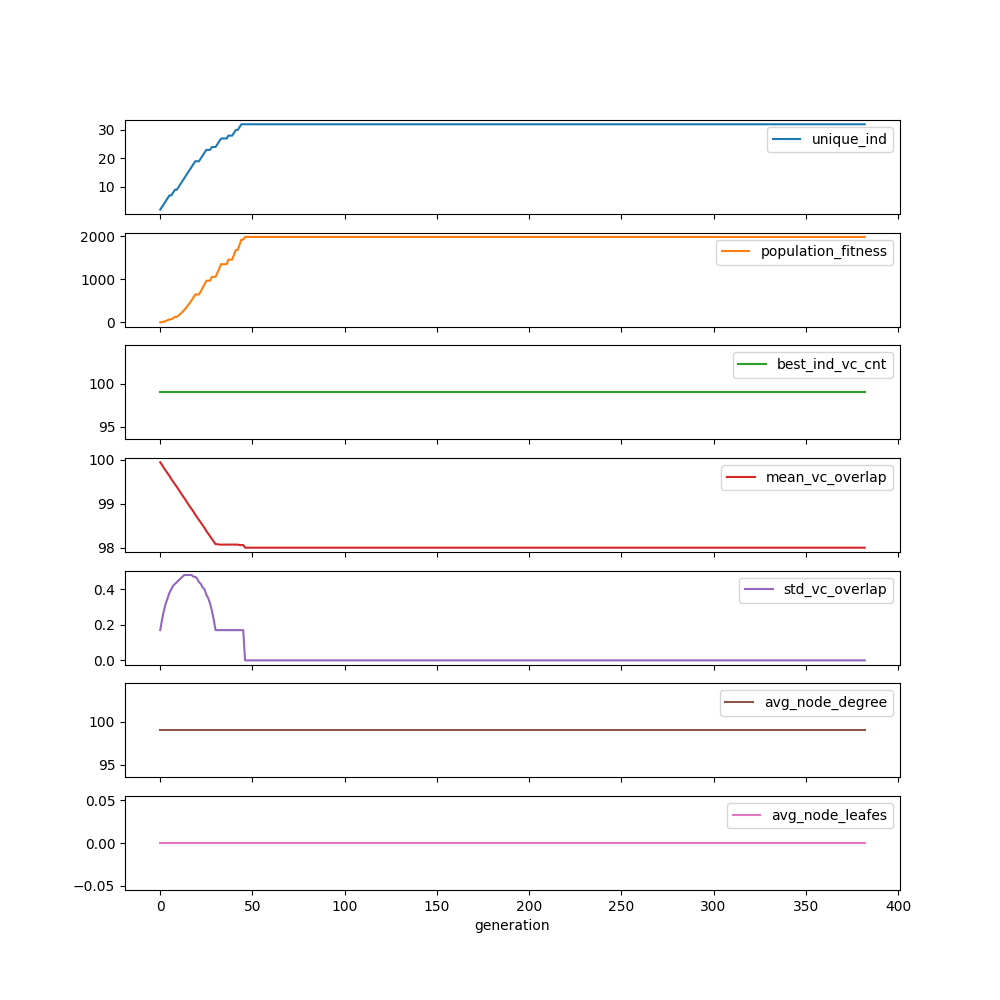 30
20
10
unique_ind
2000
1000
0
population_fitness
100
95
best_ind_vc_cnt
100
99
98
mean_vc_overlap
0.4
0.2
0.0
std_vc_overlap
100
95
avg_node_degree
0.05
0.00
−0.05
avg_node_leafes
0 50 100 150 200 250 300 350 400
generation